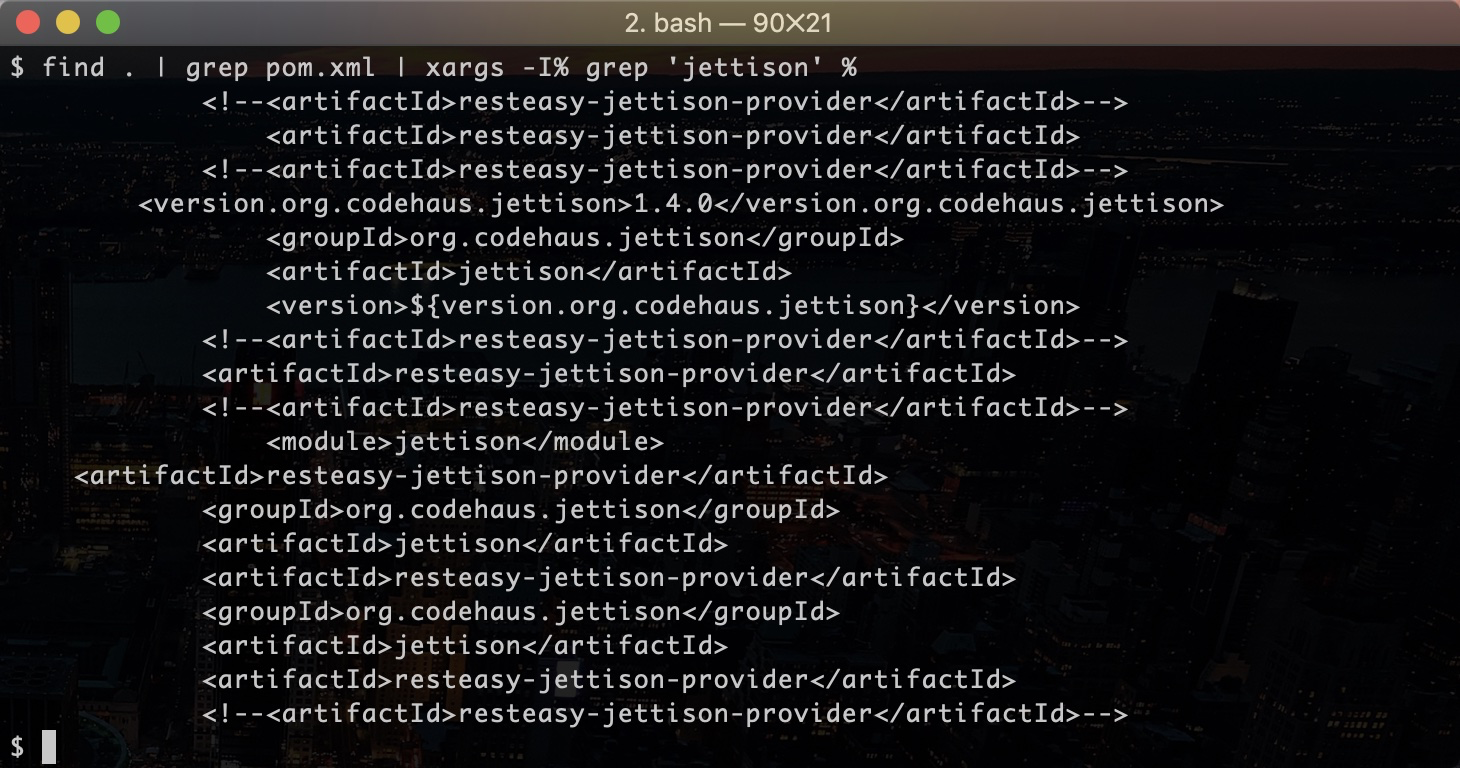 2. bash — 90✕21
$ find . | grep pom.xml | xargs -I% grep 'jettison' %
            <!--<artifactId>resteasy-jettison-provider</artifactId>-->
                <artifactId>resteasy-jettison-provider</artifactId>
            <!--<artifactId>resteasy-jettison-provider</artifactId>-->
        <version.org.codehaus.jettison>1.4.0</version.org.codehaus.jettison>
                <groupId>org.codehaus.jettison</groupId>
                <artifactId>jettison</artifactId>
                <version>${version.org.codehaus.jettison}</version>
            <!--<artifactId>resteasy-jettison-provider</artifactId>-->
            <artifactId>resteasy-jettison-provider</artifactId>
            <!--<artifactId>resteasy-jettison-provider</artifactId>-->
                <module>jettison</module>
    <artifactId>resteasy-jettison-provider</artifactId>
            <groupId>org.codehaus.jettison</groupId>
            <artifactId>jettison</artifactId>
            <artifactId>resteasy-jettison-provider</artifactId>
            <groupId>org.codehaus.jettison</groupId>
            <artifactId>jettison</artifactId>
            <artifactId>resteasy-jettison-provider</artifactId>
            <!--<artifactId>resteasy-jettison-provider</artifactId>-->
$